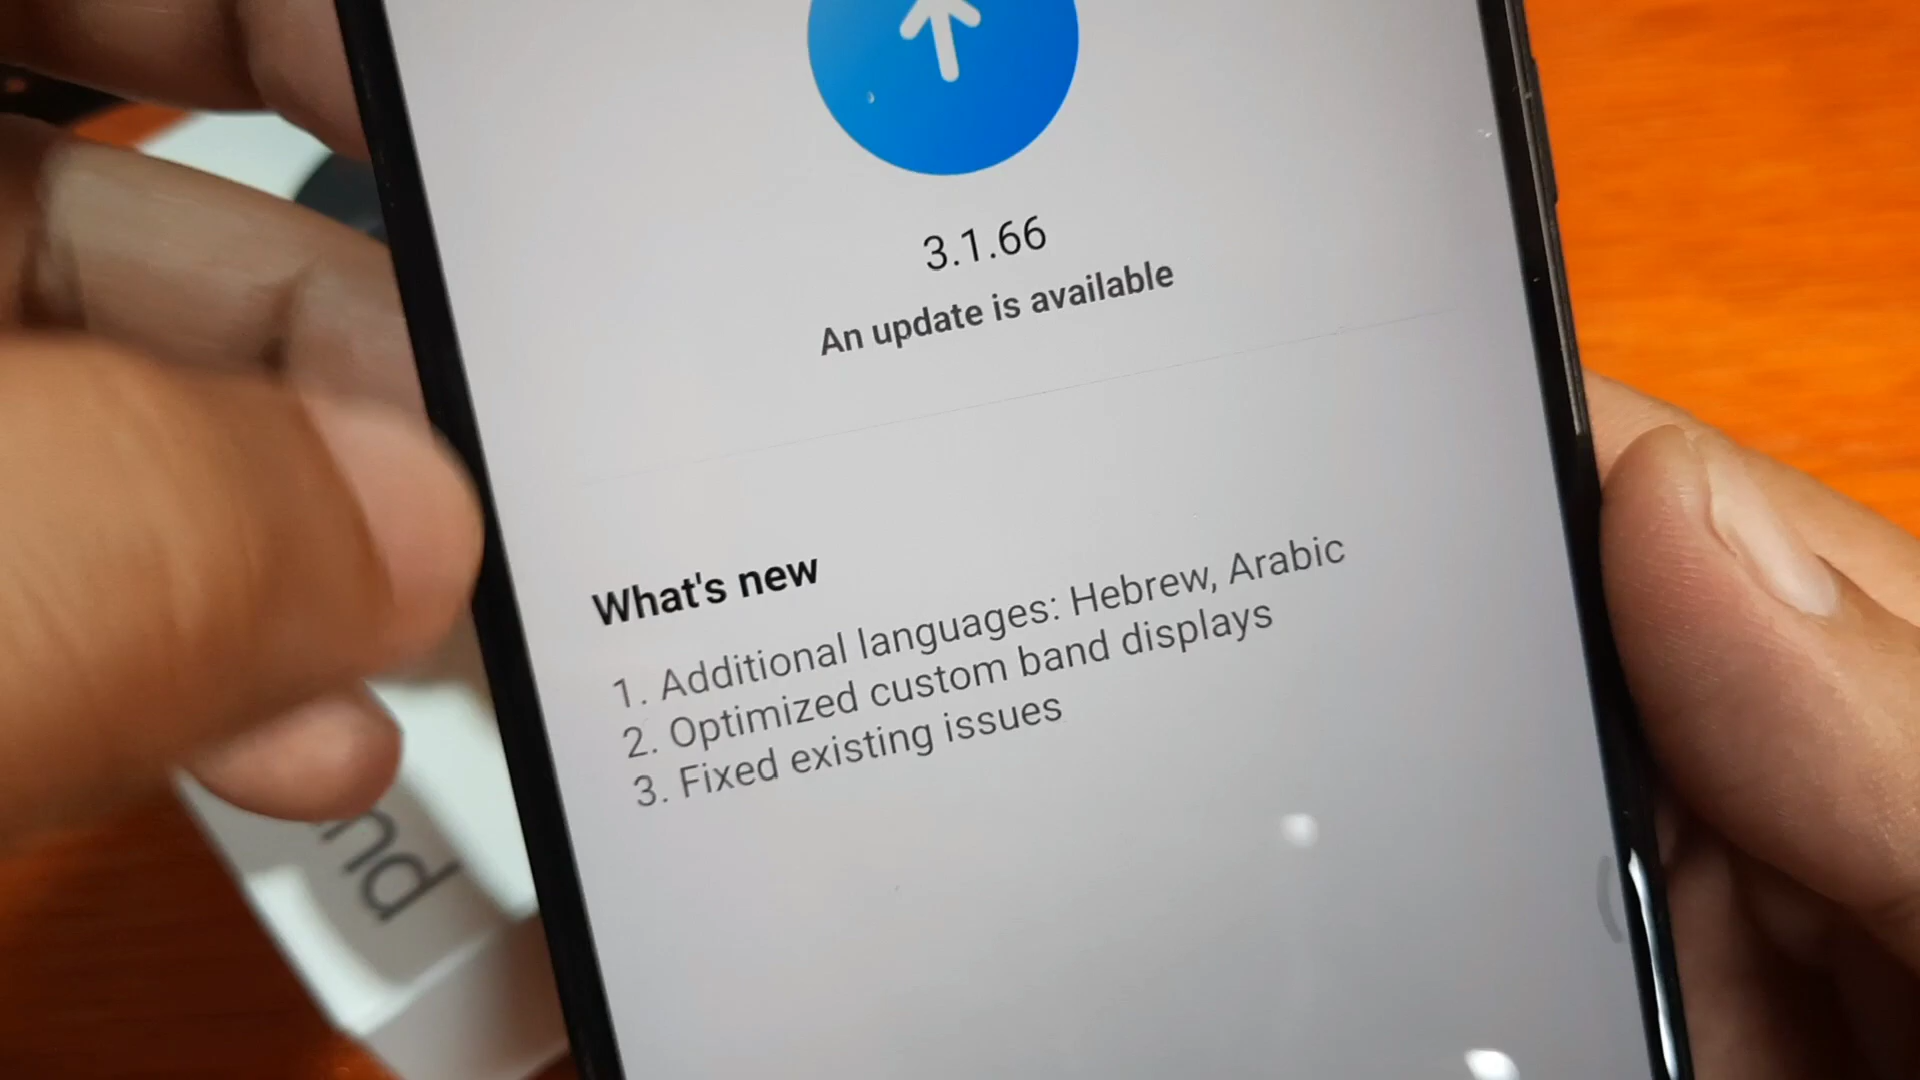 3.1.66
An update is available
What's new
1. Additional languages: Hebrew, Arabic
2. Optimized custom band displays
3. Fixed existing issues
nd